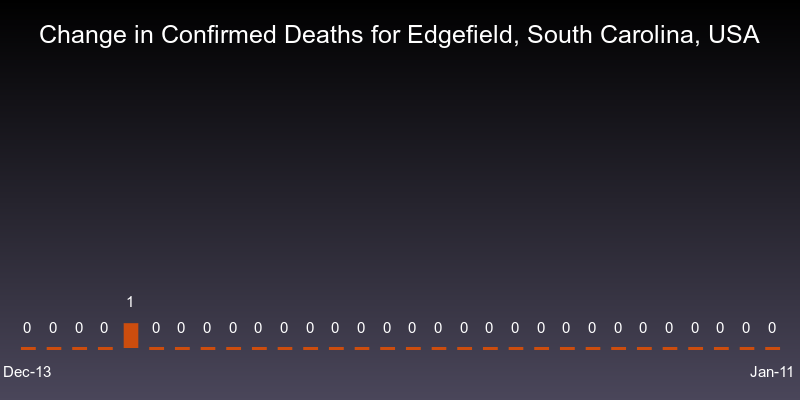 Change in Confirmed Deaths for Edgefield, South Carolina, USA
1
0 0 0 0 0 0 0 0 0 0 0 0 0 0 0 0 0 0 0 0 0 0 0 0 0 0 0 0 0
Dec-13 Jan-11